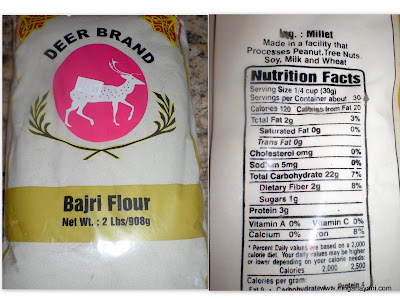 DEER BRAND
Bajri Flour
Net Wt. : 2 Lbs/908g
Ing. : Millet
Made in a facility that
Processes Peanut, Tree Nuts
Soy, Milk and Wheat
Nutrition Facts
Serving Size 1/4 cup (30g)
Servings per Container about 30
Calories 120 Calories from Fat 20
Total Fat 2g 3%
Saturated Fat 0g 0%
Trans Fat 0g
Cholesterol 0mg 0%
Sodium 5mg 0%
Total Carbohydrate 22g 7%
Dietary Fiber 2g 8%
Sugars 1g
Protein 3g
Vitamin A 0% Vitamin C 0%
Calcium 0% Iron 8%
* Percent Daily values are based on a 2,000
calorie diet. Your daily values may be higher
or lower depending on your calorie needs:
Calories 2,000 2,500
Calories per gram: